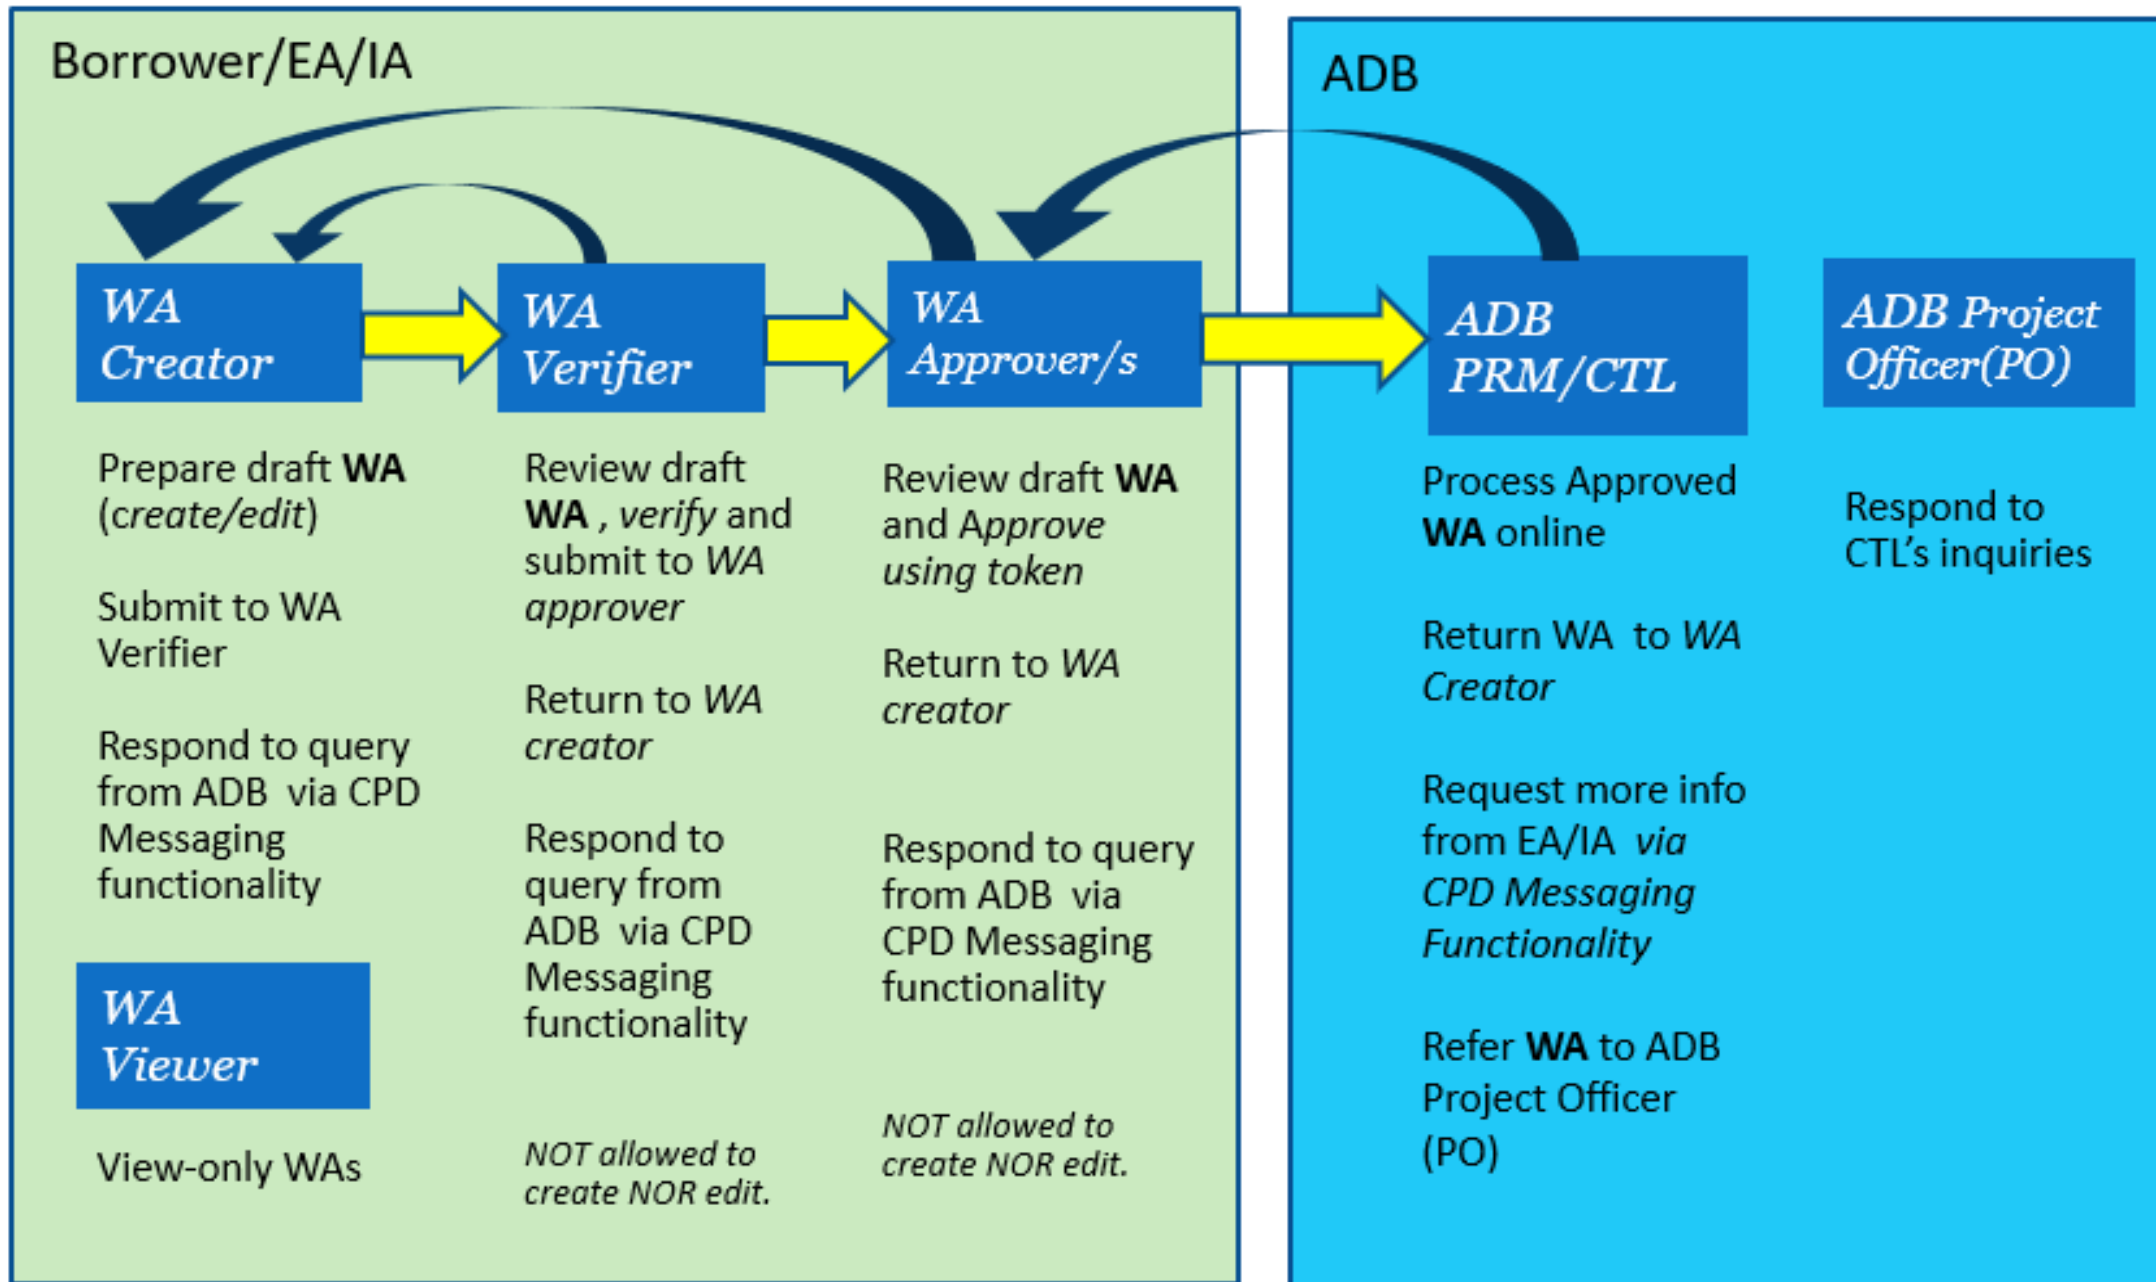 Borrower/EA/IA
WA
Creator
Prepare draft WA
(create/edit)
Submit to WA
Verifier
Respond to query
from ADB via CPD
Messaging
functionality
WA
Viewer
View-only WAs
WA
Verifier
Review draft
WA , verify and
submit to WA
approver
Return to WA
creator
Respond to
query from
ADB via CPD
Messaging
functionality
NOT allowed to
create NOR edit.
WA
Approver/s
Review draft WA
and Approve
using token
Return to WA
creator
Respond to query
from ADB via
CPD Messaging
functionality
NOT allowed to
create NOR edit.
ADB
ADB
PRM/CTL
Process Approved
WA online
Return WA to WA
Creator
Request more info
from EA/IA via
CPD Messaging
Functionality
Refer WA to ADB
Project Officer
(PO)
ADB Project
Officer(PO)
Respond to
CTL’s inquiries